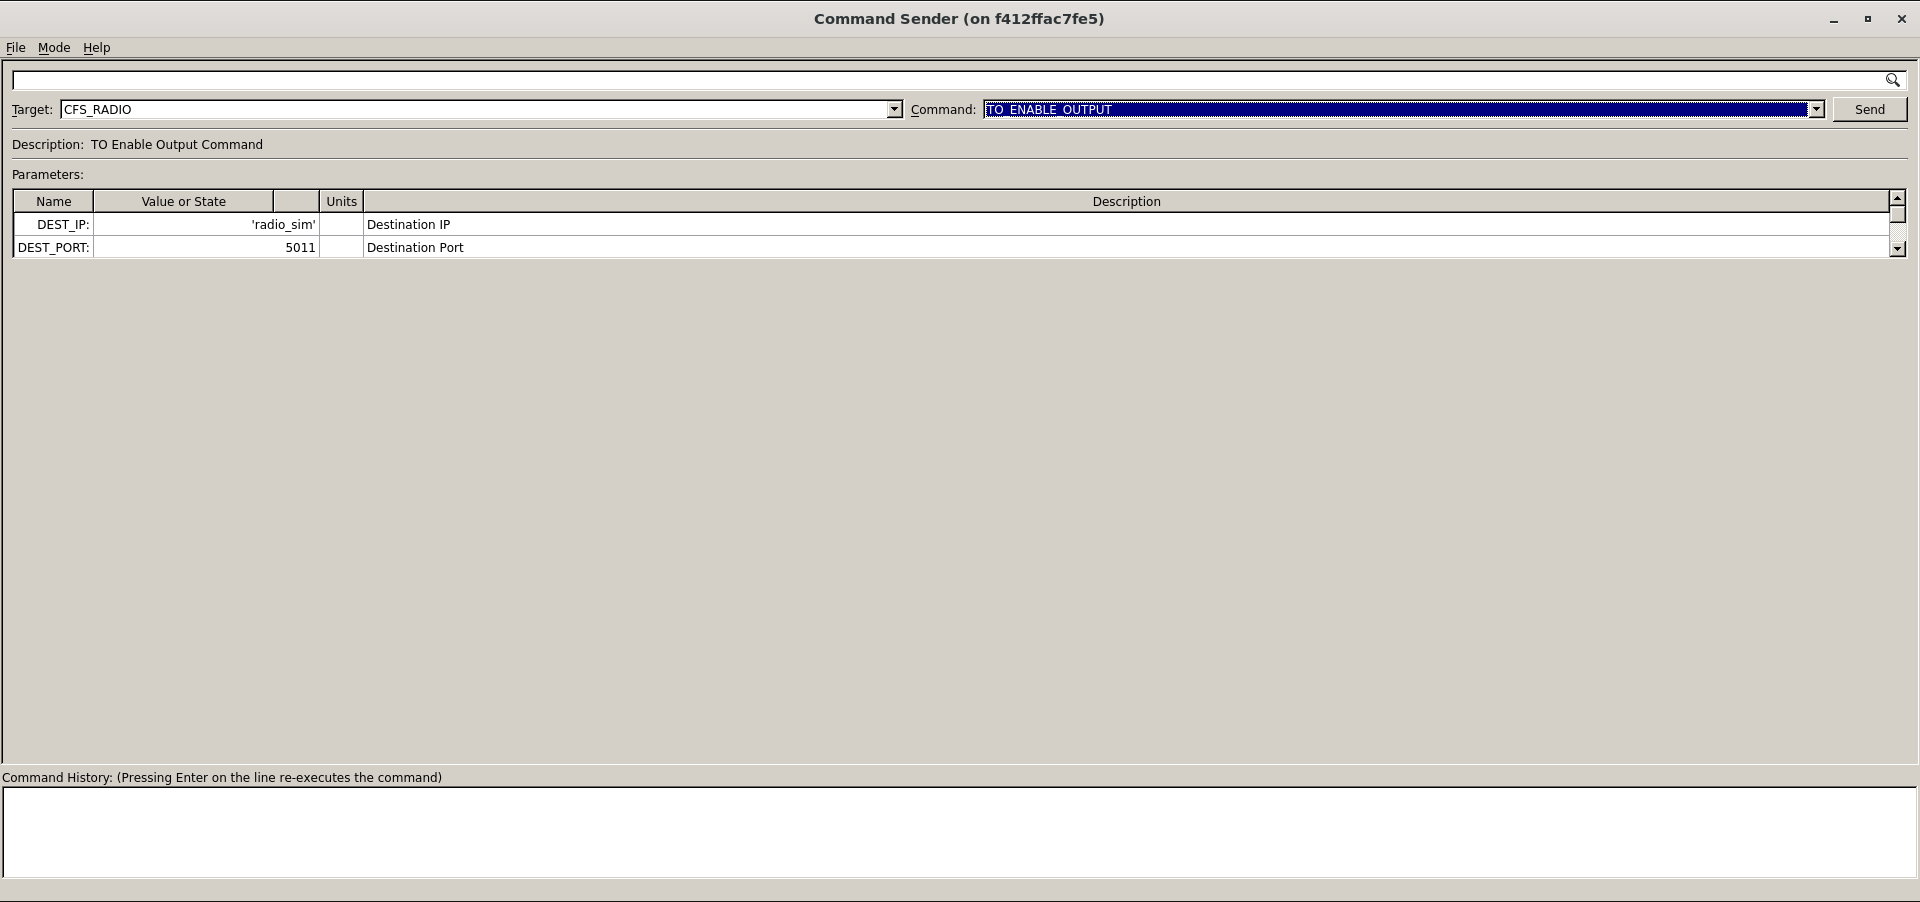 Command Sender (on f412ffac7fe5)
File Mode Help
Target: CFS_RADIO Command: TO_ENABLE_OUTPUT Send
Description: TO Enable Output Command
Parameters:
Name Value or State Units Description
DEST_IP: 'radio_sim' Destination IP
DEST_PORT: 5011 Destination Port
Command History: (Pressing Enter on the line re-executes the command)